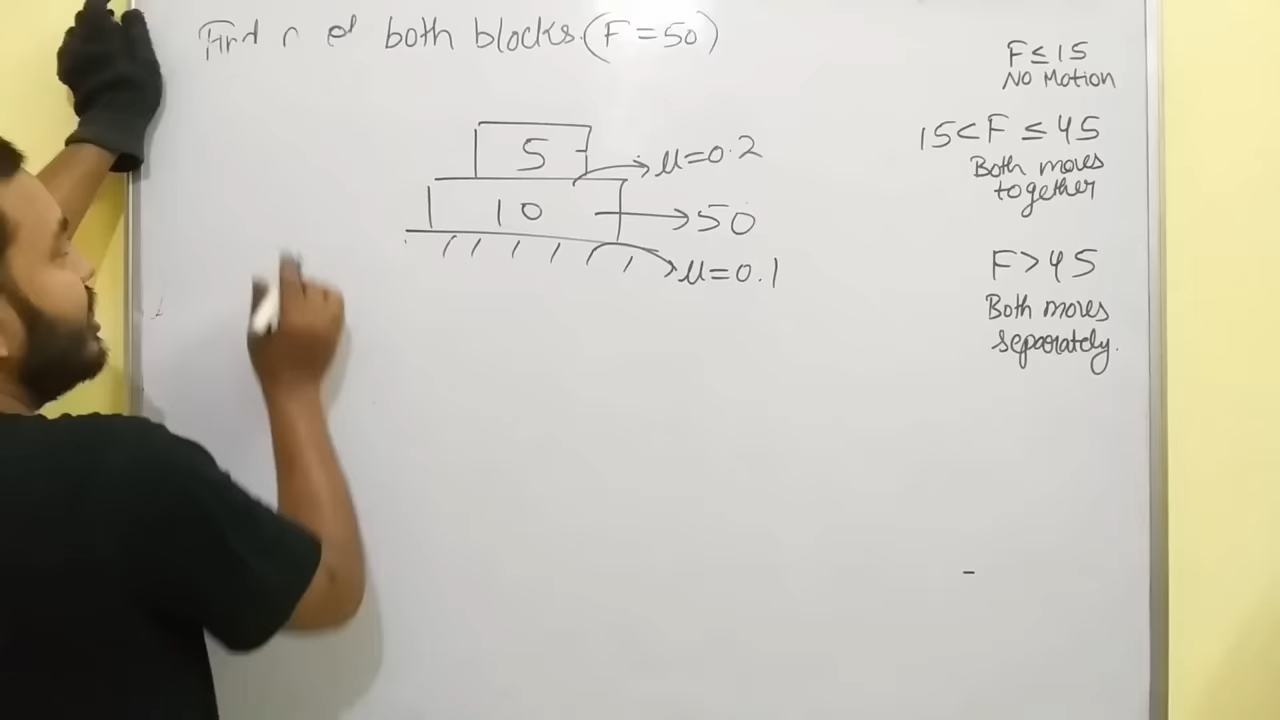 Find a of both blocks. (F = 50)
5
μ=0.2
10
50
μ=0.1
F ≤ 15
No Motion
15 < F ≤ 45
Both moves
together
F > 45
Both moves
separately.